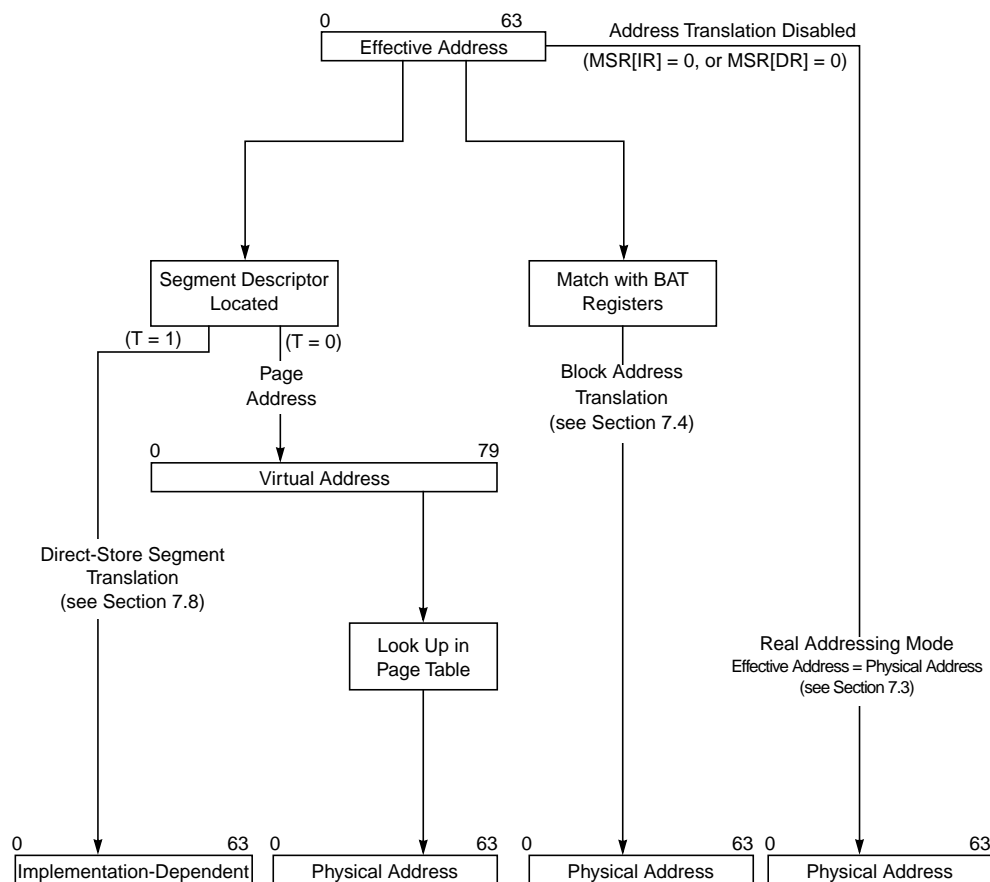 0 63
Effective Address
Address Translation Disabled
(MSR[IR] = 0, or MSR[DR] = 0)
Segment Descriptor
Located
Match with BAT
Registers
(T = 1)
(T = 0)
Page
Address
Block Address
Translation
(see Section 7.4)
0 79
Virtual Address
Direct-Store Segment
Translation
(see Section 7.8)
Look Up in
Page Table
Real Addressing Mode
Effective Address = Physical Address
(see Section 7.3)
0 63
Implementation-Dependent
0 63
Physical Address
0 63
Physical Address
0 63
Physical Address